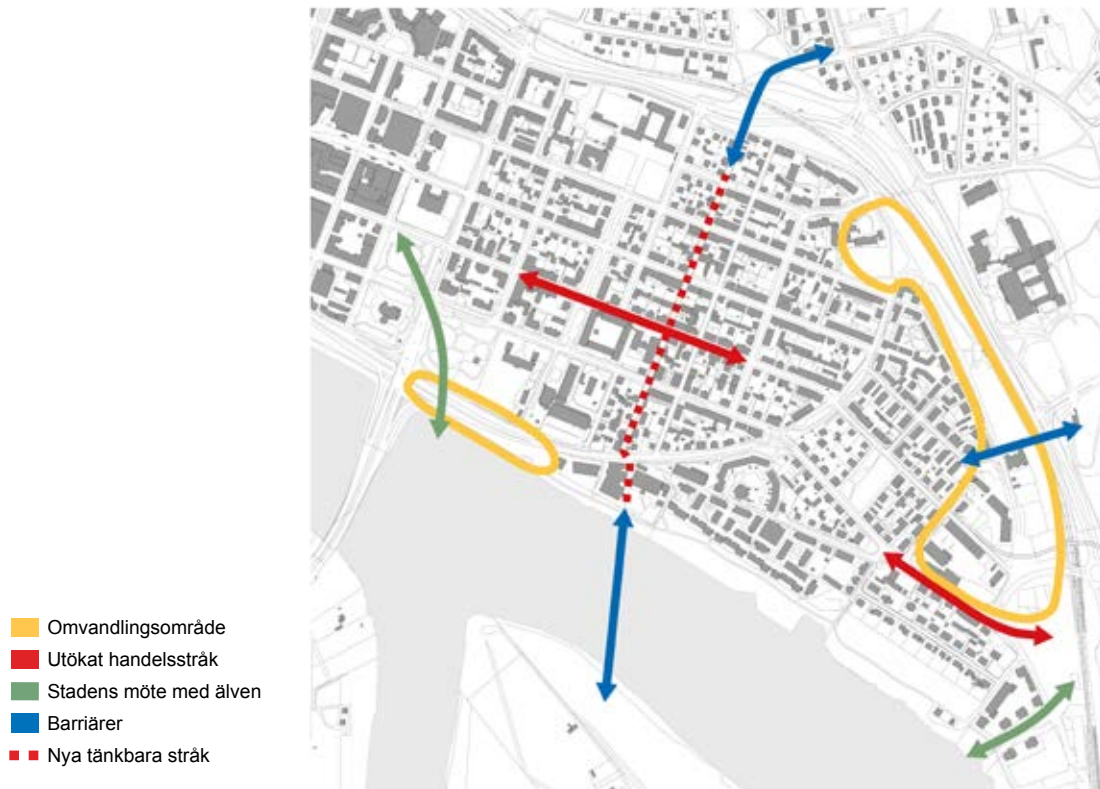 Omvandlingsområde
Utökat handelsstråk
Stadens möte med älven
Barriärer
Nya tänkbara stråk